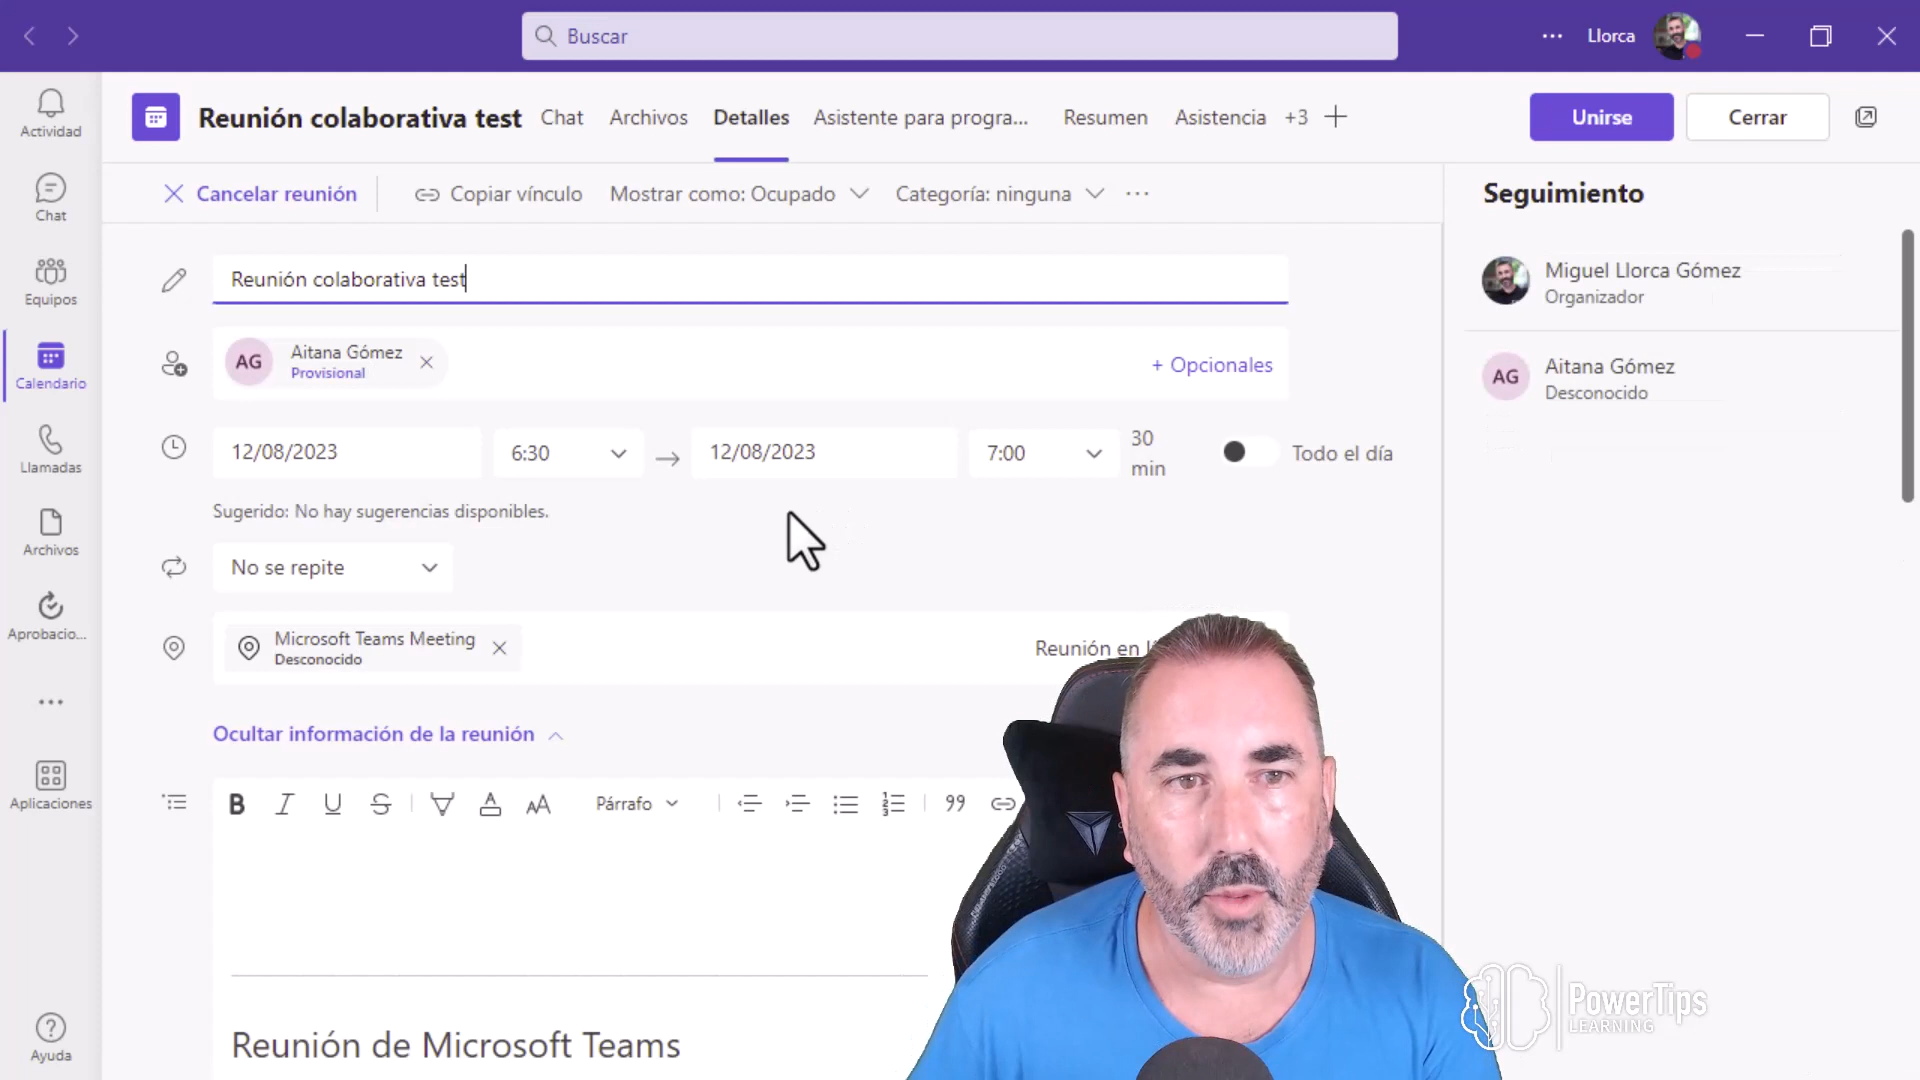 Buscar
Llorca
Reunión colaborativa test
Chat
Archivos
Detalles
Asistente para progra...
Resumen
Asistencia
+3
Unirse
Cerrar
Actividad
Chat
Equipos
Calendario
Llamadas
Archivos
Aprobacio...
Aplicaciones
Ayuda
Cancelar reunión
Copiar vínculo
Mostrar como: Ocupado
Categoría: ninguna
Reunión colaborativa test
AG
Aitana Gómez
Provisional
+ Opcionales
12/08/2023
6:30
12/08/2023
7:00
30
min
Todo el día
Sugerido: No hay sugerencias disponibles.
No se repite
Microsoft Teams Meeting
Desconocido
Reunión en
Ocultar información de la reunión
Párrafo
Reunión de Microsoft Teams
Seguimiento
Miguel Llorca Gómez
Organizador
AG
Aitana Gómez
Desconocido
PowerTips
LEARNING